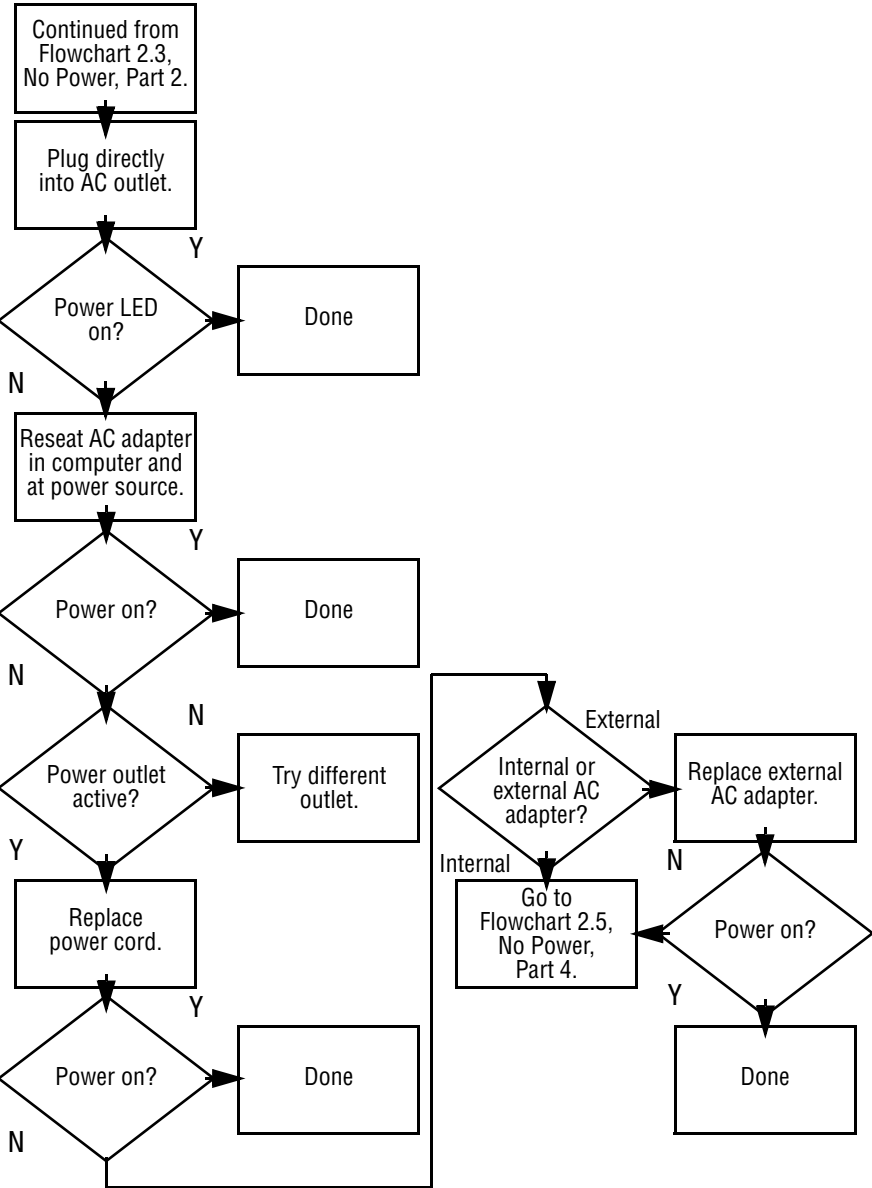 Continued from
Flowchart 2.3,
No Power, Part 2.
Plug directly
into AC outlet.
Y
Power LED
on?
Done
N
Reseat AC adapter
in computer and
at power source.
Y
Power on?
Done
N
N
Power outlet
active?
Try different
outlet.
Y
Replace
power cord.
Y
Power on?
Done
N
External
Internal or
external AC
adapter?
Replace external
AC adapter.
Internal
N
Go to
Flowchart 2.5,
No Power,
Part 4.
Power on?
Y
Done